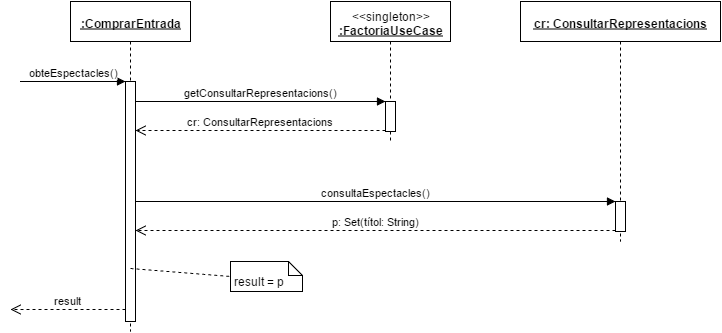 :ComprarEntrada
<<singleton>>
:FactoriaUseCase
cr: ConsultarRepresentacions
obteEspectacles()
getConsultarRepresentacions()
cr: ConsultarRepresentacions
consultaEspectacles()
p: Set(títol: String)
result = p
result